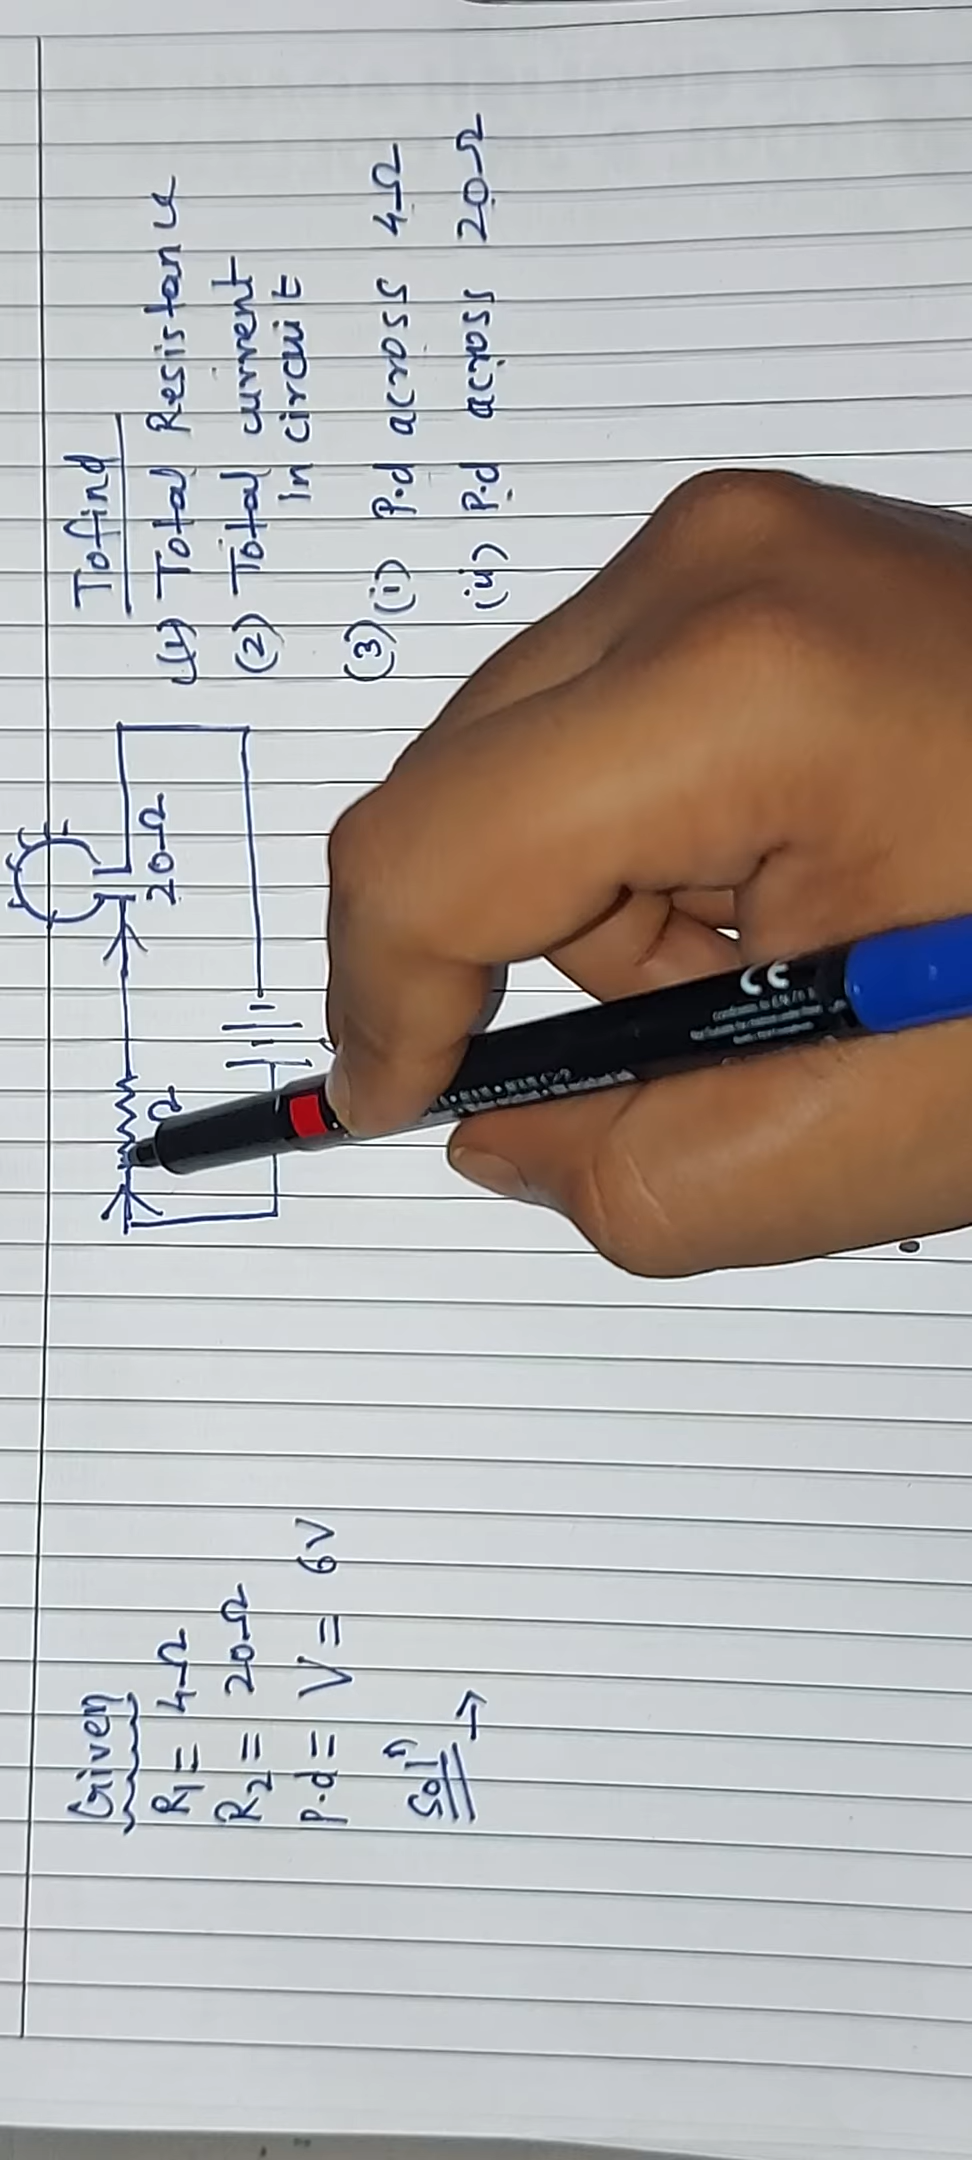 Given
R1 = 4Ω
R2 = 20Ω
P.d = V = 6V
Solⁿ →
Ω
20Ω
To find
(1) Total Resistance
(2) Total current
In circuit
(3) (i) P.d across 4Ω
(ii) P.d across 20Ω
CE